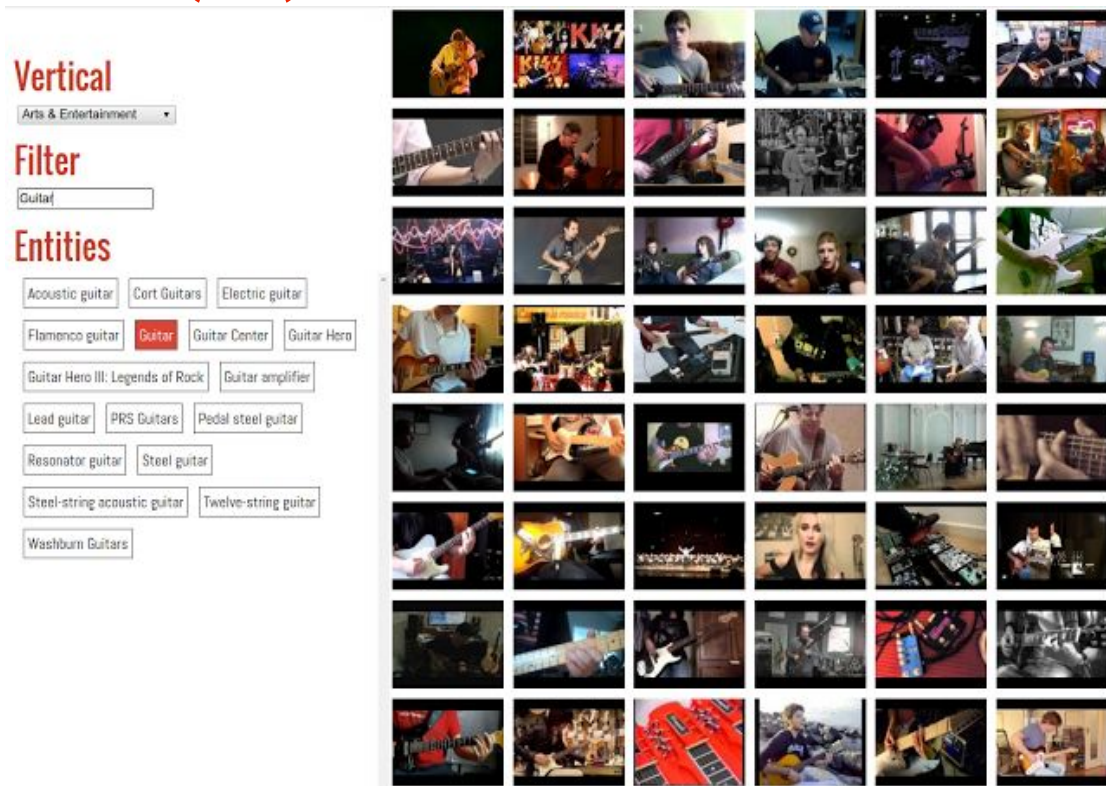 Vertical
Arts & Entertainment
Filter
Guitar
Entities
Acoustic guitar Cort Guitars Electric guitar
Flamenco guitar Guitar Guitar Center Guitar Hero
Guitar Hero III: Legends of Rock Guitar amplifier
Lead guitar PRS Guitars Pedal steel guitar
Resonator guitar Steel guitar
Steel-string acoustic guitar Twelve-string guitar
Washburn Guitars
KISS
KISS